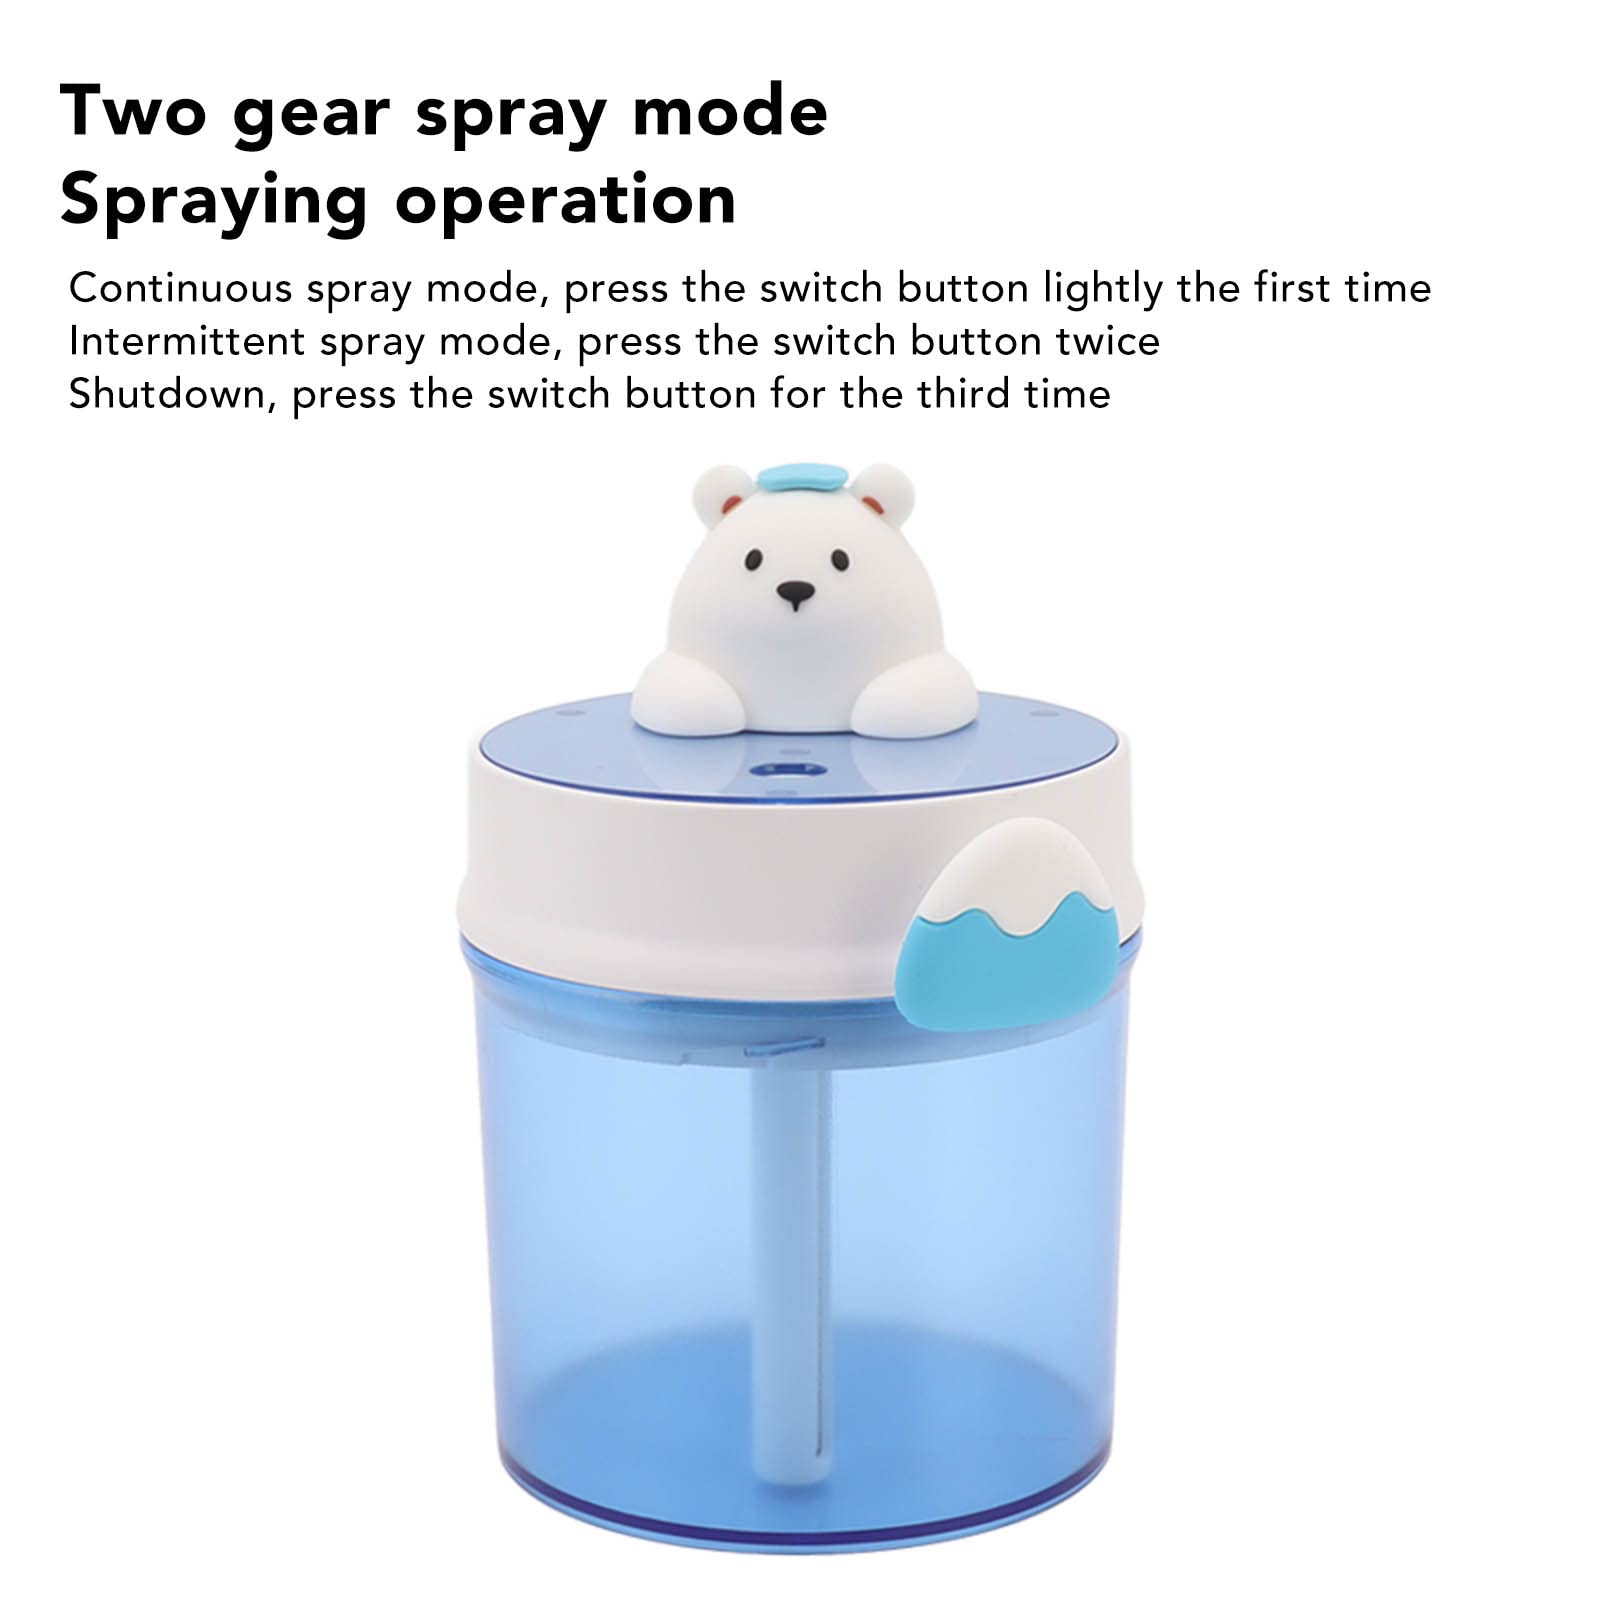 Two gear spray mode
Spraying operation
Continuous spray mode, press the switch button lightly the first time
Intermittent spray mode, press the switch button twice
Shutdown, press the switch button for the third time